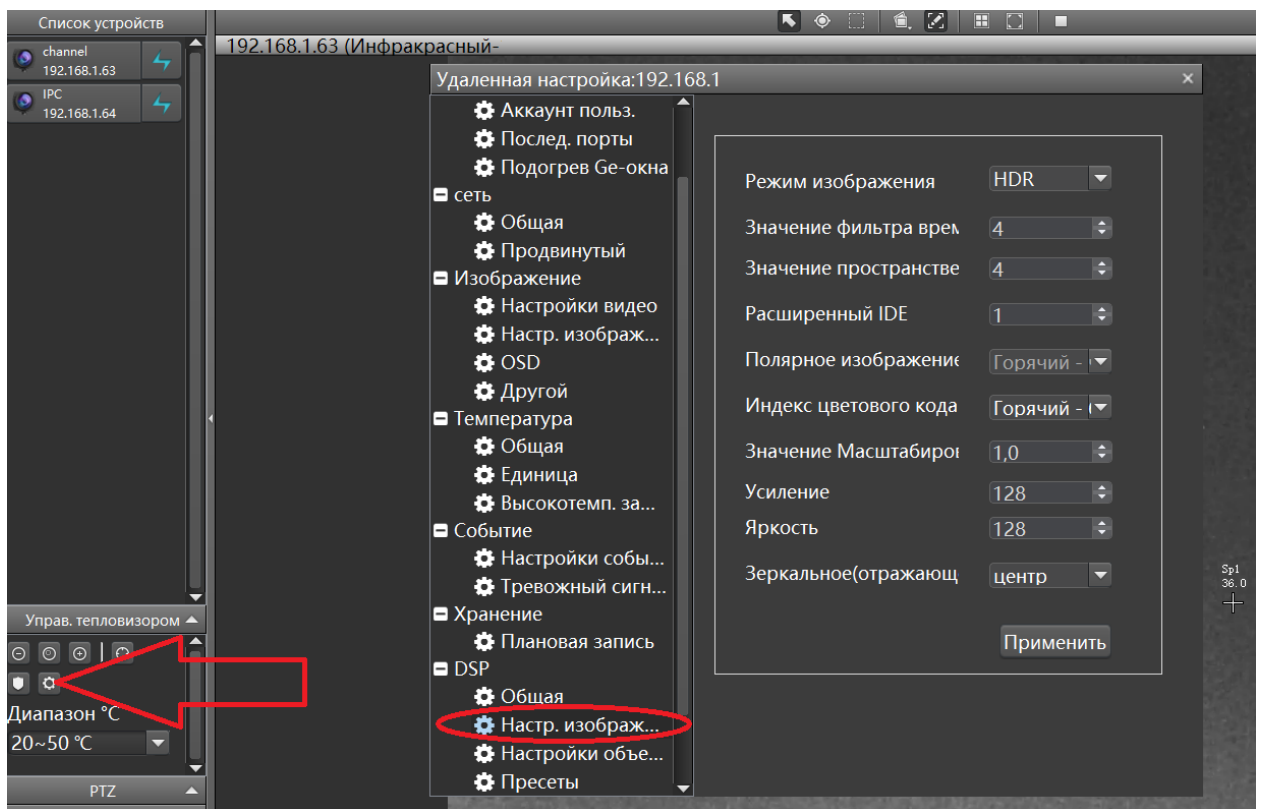 Список устройств
channel
192.168.1.63
IPC
192.168.1.64
192.168.1.63 (Инфракрасный-
Удаленная настройка:192.168.1
Аккаунт польз.
Послед. порты
Подогрев Ge-окна
сеть
Общая
Продвинутый
Изображение
Настройки видео
Настр. изображ...
OSD
Другой
Температура
Общая
Единица
Высокотемп. за...
Событие
Настройки собы...
Тревожный сигн...
Хранение
Плановая запись
DSP
Общая
Настр. изображ...
Настройки объе...
Пресеты
Режим изображения HDR
Значение фильтра врем 4
Значение пространстве 4
Расширенный IDE 1
Полярное изображение Горячий -
Индекс цветового кода Горячий -
Значение Масштабиров 1,0
Усиление 128
Яркость 128
Зеркальное(отражающ центр
Применить
Sp1
36.0
Управ. тепловизором
Диапазон °C
20~50 ℃
PTZ